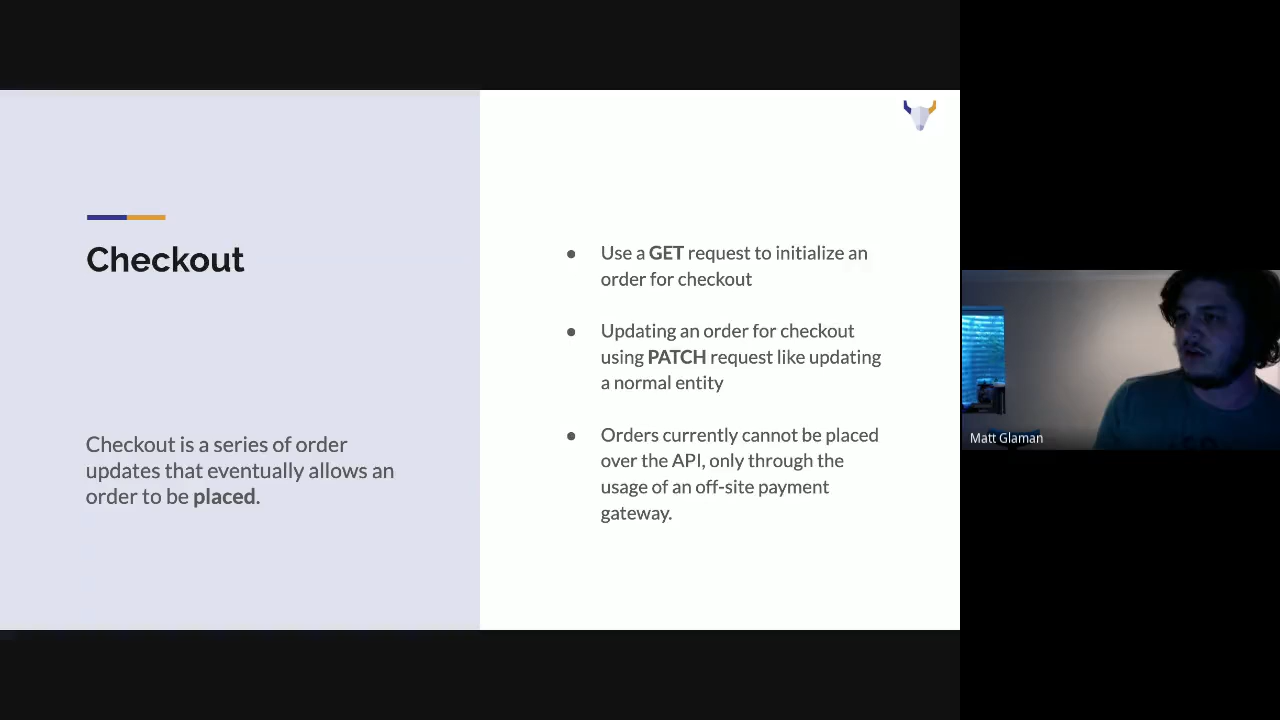 Checkout
Checkout is a series of order
updates that eventually allows an
order to be placed.
● Use a GET request to initialize an
order for checkout
● Updating an order for checkout
using PATCH request like updating
a normal entity
● Orders currently cannot be placed
over the API, only through the
usage of an off-site payment
gateway.
Matt Glaman